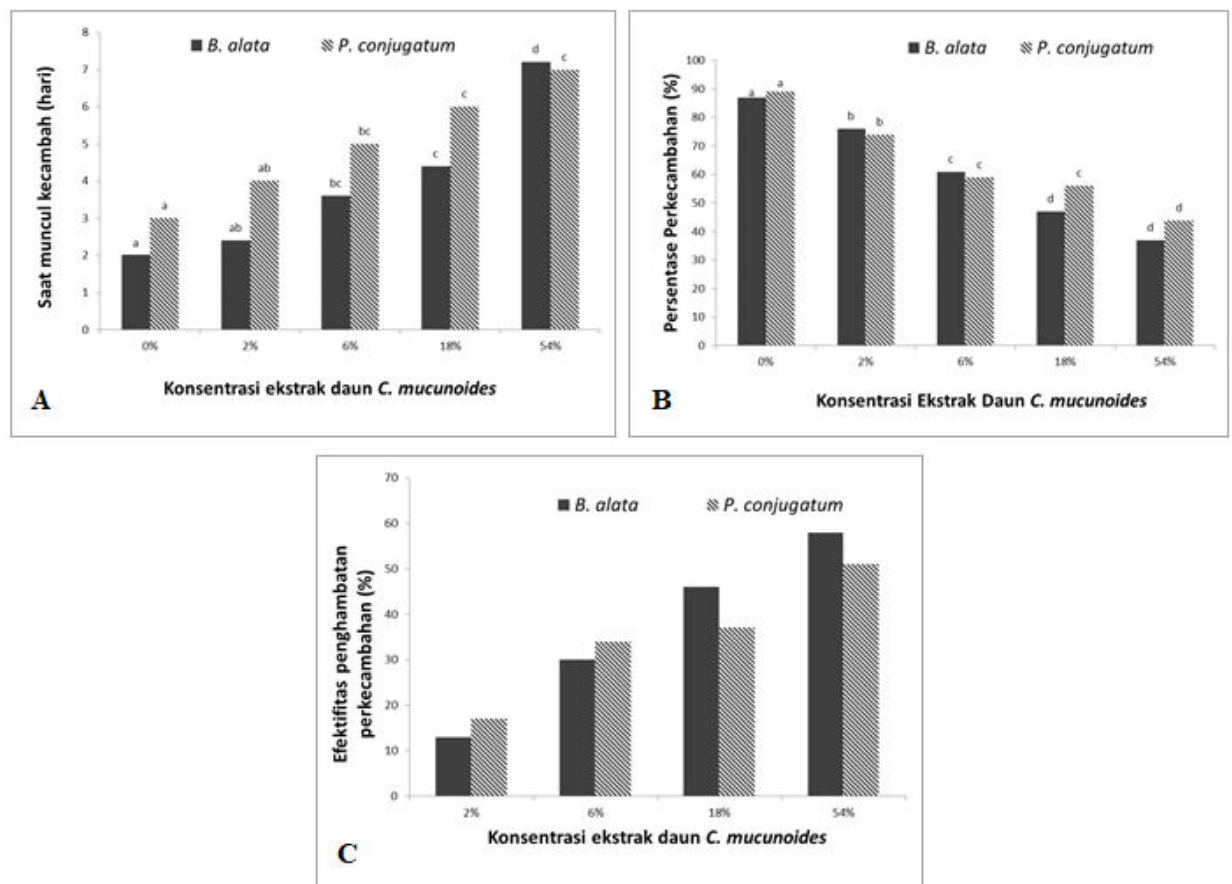 B. alata P. conjugatum
Saat muncul kecambah (hari)
8
7
6
5
4
3
2
1
0
a a
ab ab
bc bc
c c
d c
0% 2% 6% 18% 54%
Konsentrasi ekstrak daun C. mucunoides
A
B. alata P. conjugatum
Persentase Perkecambahan (%)
100
90
80
70
60
50
40
30
20
10
0
a a
b b
c c
d c
d d
0% 2% 6% 18% 54%
Konsentrasi Ekstrak Daun C. mucunoides
B
B. alata P. conjugatum
Efektifitas penghambatan
perkecambahan (%)
70
60
50
40
30
20
10
0
2% 6% 18% 54%
Konsentrasi ekstrak daun C. mucunoides
C